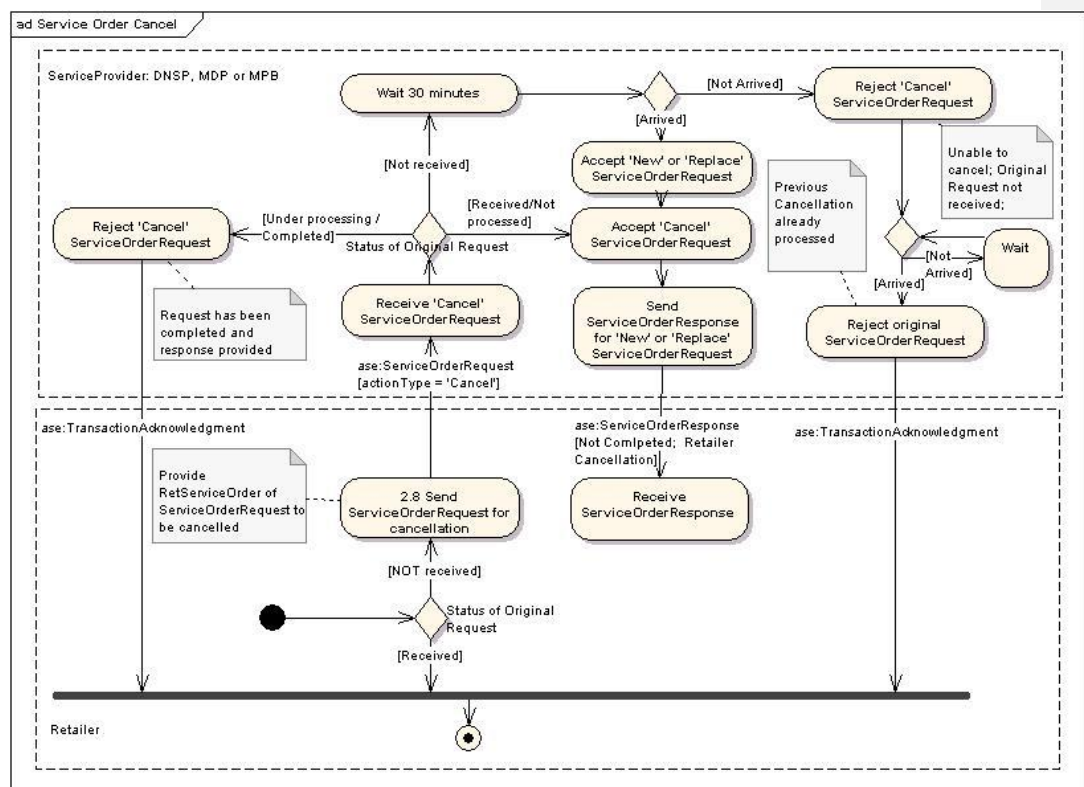 ad Service Order Cancel
ServiceProvider: DNSP, MDP or MPB
Wait 30 minutes
[Not Arrived]
Reject 'Cancel'
ServiceOrderRequest
[Arrived]
Unable to
cancel; Original
Request not
received;
Accept 'New' or 'Replace'
ServiceOrderRequest
[Not received]
Previous
Cancellation
already
processed
Reject 'Cancel'
ServiceOrderRequest
[Under processing /
Completed]
Status of Original Request
[Received/Not
processed]
Accept 'Cancel'
ServiceOrderRequest
Wait
[Not
Arrived]
[Arrived]
Request has been
completed and
response provided
Receive 'Cancel'
ServiceOrderRequest
Send
ServiceOrderResponse
for 'New' or 'Replace'
ServiceOrderRequest
Reject original
ServiceOrderRequest
ase:ServiceOrderRequest
[actionType = 'Cancel']
ase:TransactionAcknowledgment
ase:ServiceOrderResponse
[Not Comlpeted; Retailer
Cancellation]
ase:TransactionAcknowledgment
Provide
RetServiceOrder of
ServiceOrderRequest to
be cancelled
2.8 Send
ServiceOrderRequest for
cancellation
Receive
ServiceOrderResponse
[NOT received]
Status of Original
Request
[Received]
Retailer